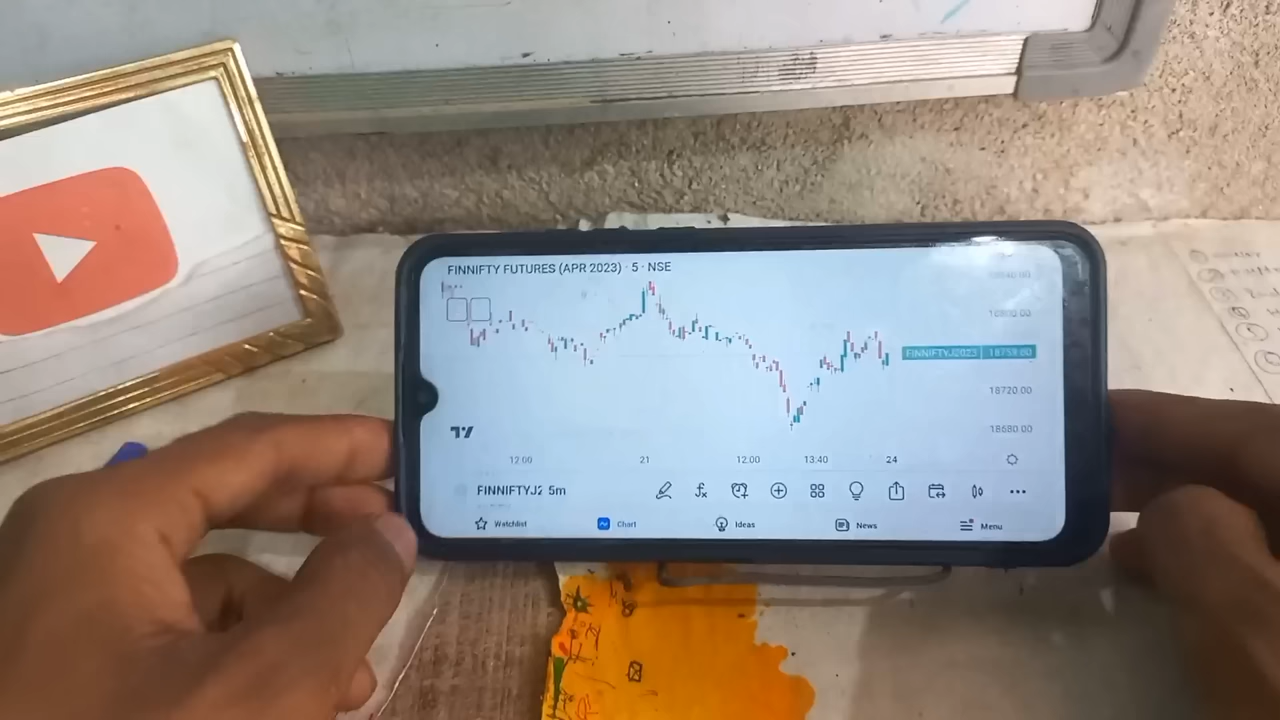 FINNIFTY FUTURES (APR 2023) · 5 · NSE
18800.00
FINNIFTYJ2023 18759.00
18720.00
18680.00
12:00 21 12:00 13:40 24
FINNIFTYJ2 5m
Watchlist Chart Ideas News Menu